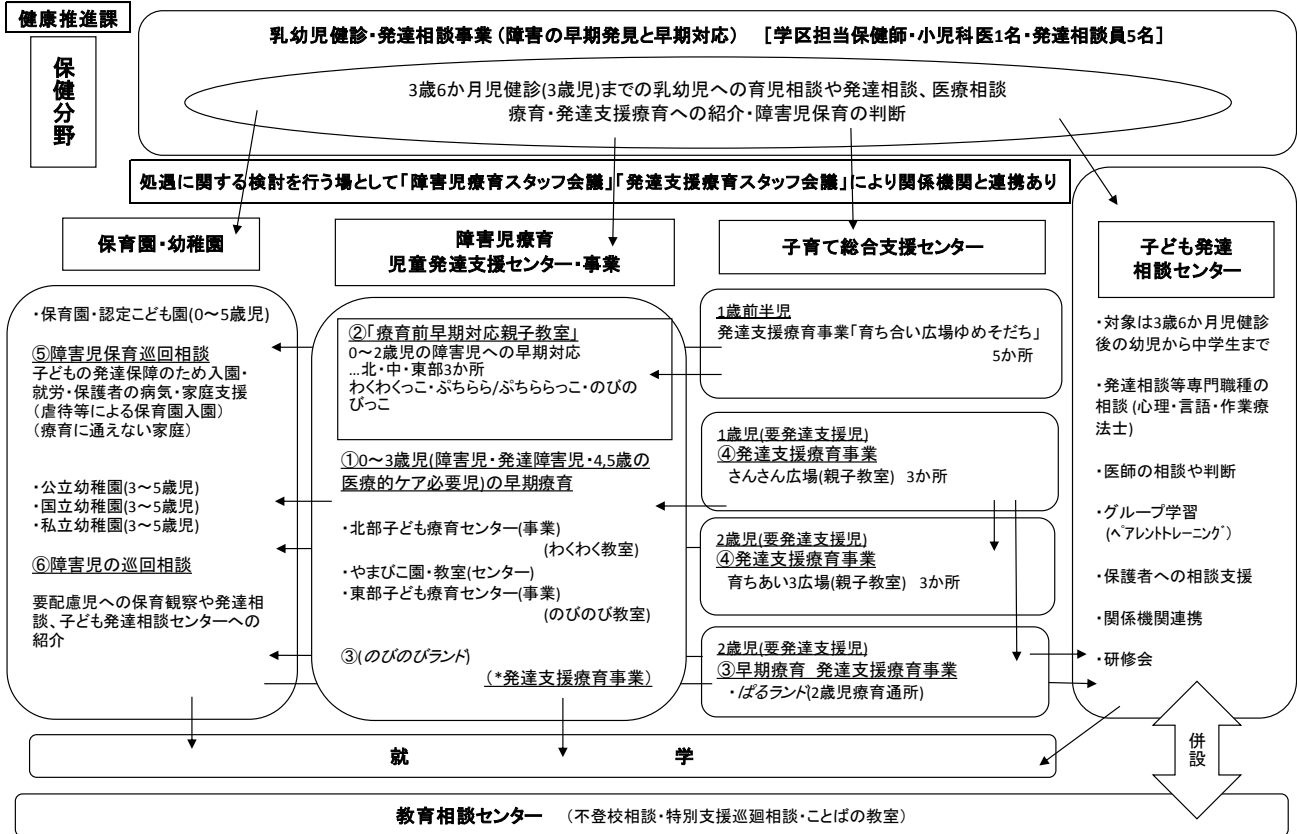 健康推進課
保健分野
乳幼児健診・発達相談事業（障害の早期発見と早期対応）　［学区担当保健師・小児科医1名・発達相談員5名］
3歳6か月児健診(3歳児)までの乳幼児への育児相談や発達相談、医療相談
療育・発達支援療育への紹介・障害児保育の判断
処遇に関する検討を行う場として「障害児療育スタッフ会議」「発達支援療育スタッフ会議」により関係機関と連携あり
保育園・幼稚園
・保育園・認定こども園(0～5歳児)
⑤障害児保育巡回相談
子どもの発達保障のため入園・
就労・保護者の病気・家庭支援
（虐待等による保育園入園）
（療育に通えない家庭）
・公立幼稚園(3～5歳児)
・国立幼稚園(3～5歳児)
・私立幼稚園(3～5歳児)
⑥障害児の巡回相談
要配慮児への保育観察や発達相
談、子ども発達相談センターへの
紹介
障害児療育
児童発達支援センター・事業
②「療育前早期対応親子教室」
0～2歳児の障害児への早期対応
…北・中・東部3か所
わくわくっこ・ぷちらら/ぷちららっこ・のびの
びっこ
①0～3歳児(障害児・発達障害児・4,5歳の
医療的ケア必要児)の早期療育
・北部子ども療育センター(事業)
(わくわく教室)
・やまびこ園・教室(センター)
・東部子ども療育センター(事業)
(のびのび教室)
③(のびのびランド)
(*発達支援療育事業)
子育て総合支援センター
1歳前半児
発達支援療育事業「育ち合い広場ゆめそだち」
5か所
1歳児(要発達支援児)
④発達支援療育事業
さんさん広場(親子教室)　3か所
2歳児(要発達支援児)
④発達支援療育事業
育ちあい3広場(親子教室)　3か所
2歳児(要発達支援児)
③早期療育　発達支援療育事業
・ぱるランド(2歳児療育通所)
子ども発達
相談センター
・対象は3歳6か月児健診
後の幼児から中学生まで
・発達相談等専門職種の
相談 (心理・言語・作業療
法士)
・医師の相談や判断
・グループ学習
(ﾍﾟｱﾚﾝﾄﾄﾚｰﾆﾝｸﾞ)
・保護者への相談支援
・関係機関連携
・研修会
併設
就　学
教育相談センター　（不登校相談・特別支援巡廻相談・ことばの教室）